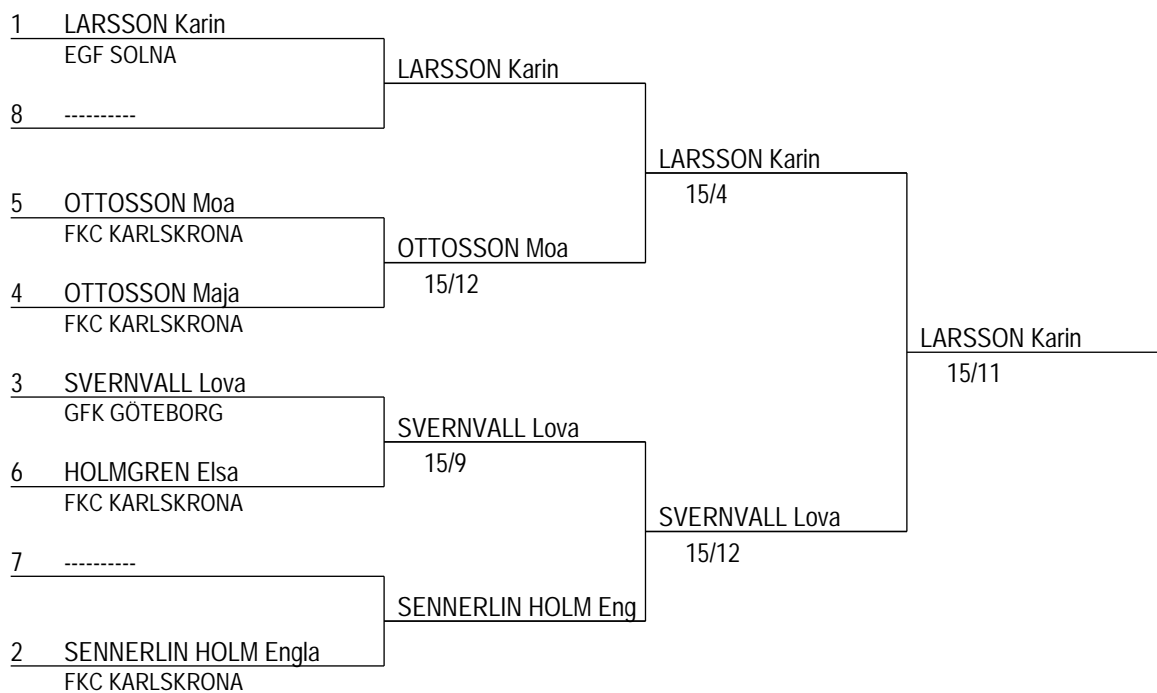 1 LARSSON Karin
EGF SOLNA
LARSSON Karin
8 ----------
LARSSON Karin
15/4
5 OTTOSSON Moa
FKC KARLSKRONA
OTTOSSON Moa
15/12
4 OTTOSSON Maja
FKC KARLSKRONA
LARSSON Karin
15/11
3 SVERNVALL Lova
GFK GÖTEBORG
SVERNVALL Lova
15/9
6 HOLMGREN Elsa
FKC KARLSKRONA
SVERNVALL Lova
15/12
7 ----------
SENNERLIN HOLM Eng
2 SENNERLIN HOLM Engla
FKC KARLSKRONA